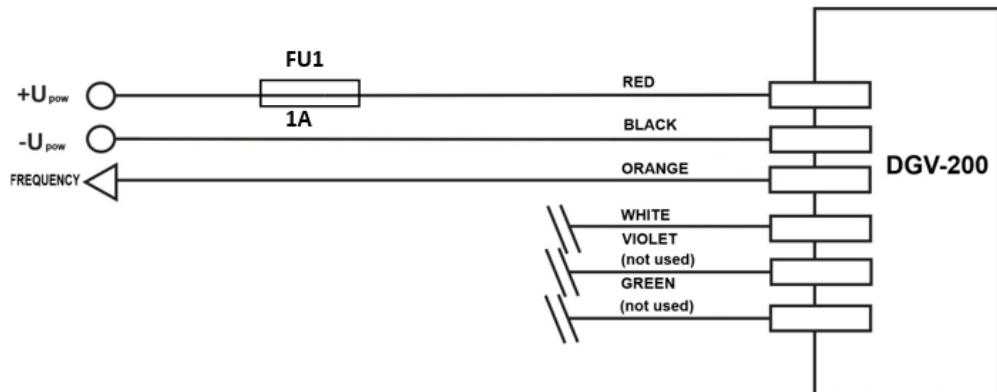 FU1
+Upow
RED
1A
-Upow
BLACK
FREQUENCY
ORANGE
DGV-200
WHITE
VIOLET
(not used)
GREEN
(not used)